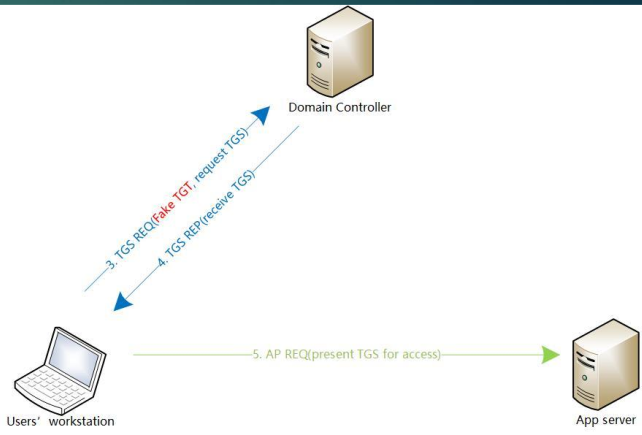 Domain Controller
3. TGS REQ(Fake TGT, request TGS)
4. TGS REP(receive TGS)
5. AP REQ(present TGS for access)
Users’ workstation
App server